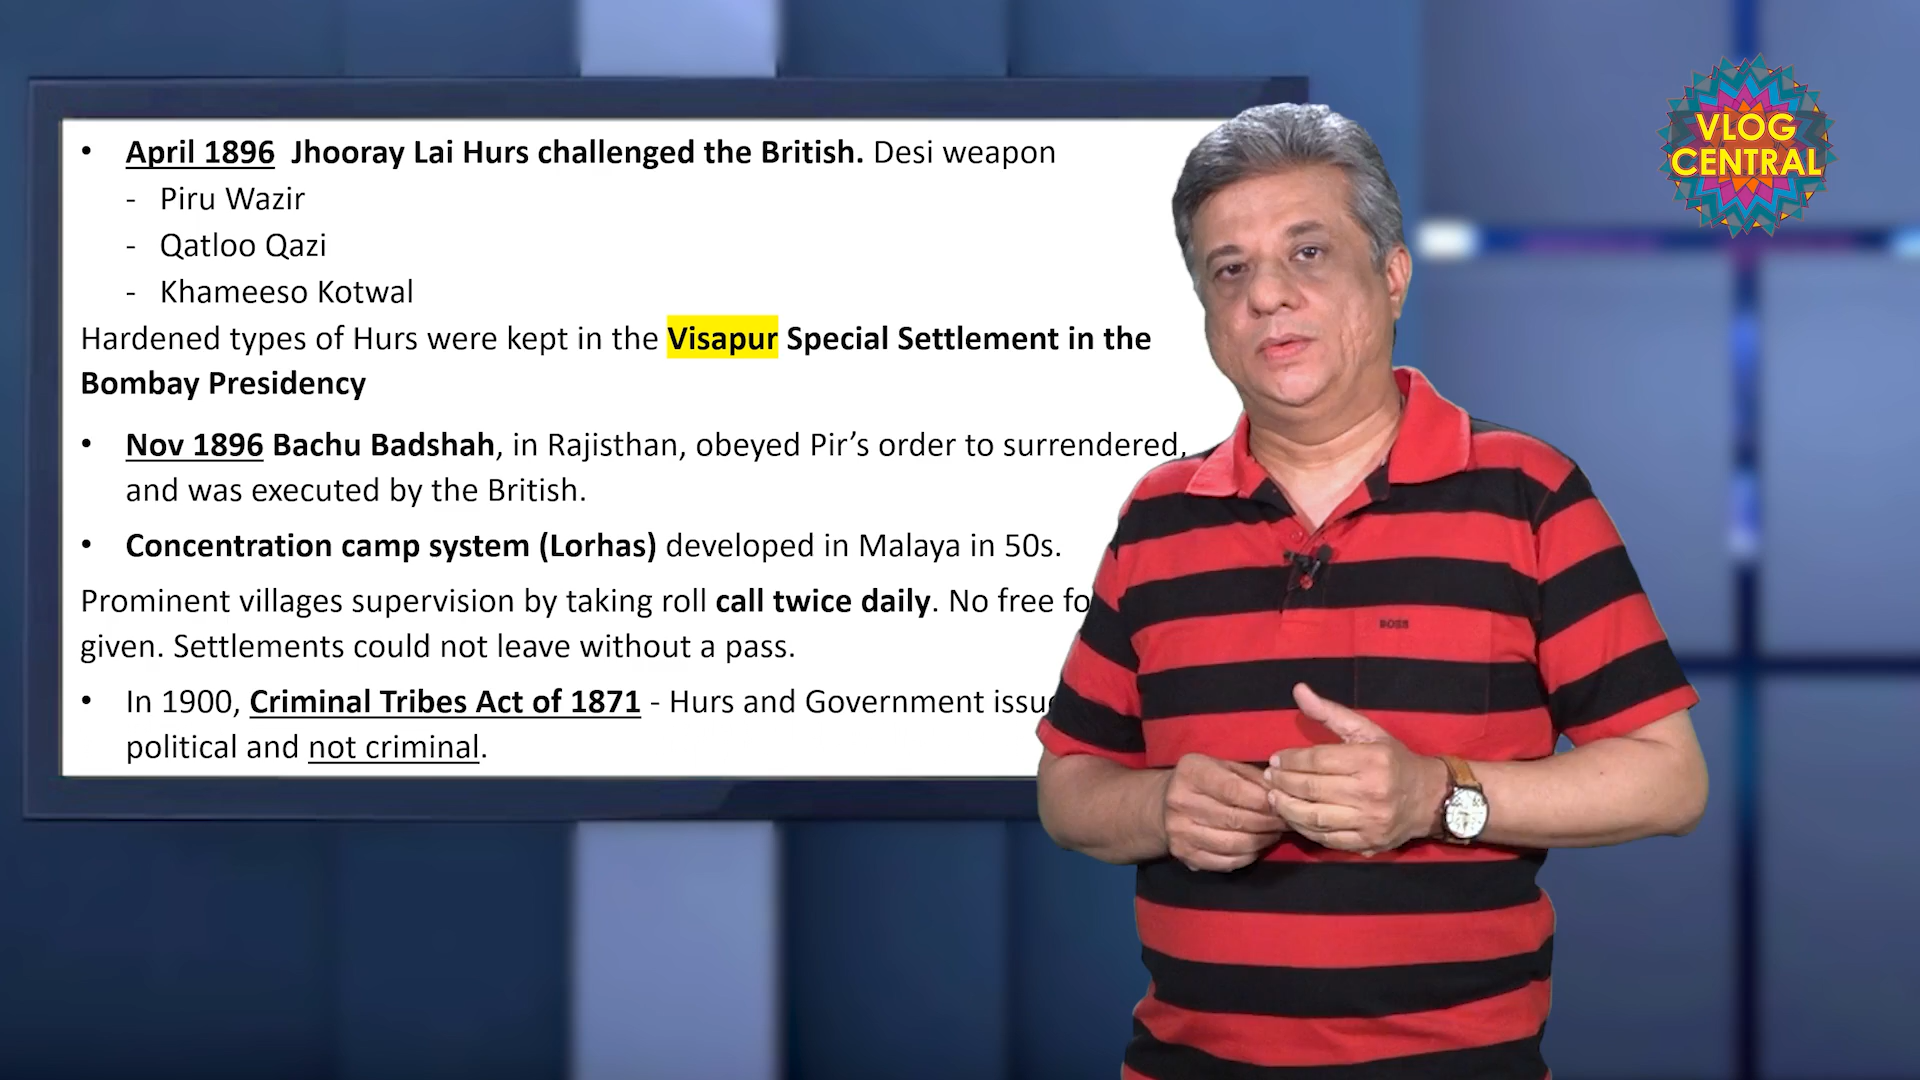 • April 1896 Jhooray Lai Hurs challenged the British. Desi weapon
- Piru Wazir
- Qatloo Qazi
- Khameeso Kotwal
Hardened types of Hurs were kept in the Visapur Special Settlement in the
Bombay Presidency
• Nov 1896 Bachu Badshah, in Rajisthan, obeyed Pir’s order to surrendered,
and was executed by the British.
• Concentration camp system (Lorhas) developed in Malaya in 50s.
Prominent villages supervision by taking roll call twice daily. No free
given. Settlements could not leave without a pass.
• In 1900, Criminal Tribes Act of 1871 - Hurs and Government
political and not criminal.
VLOG
CENTRAL
BOSS